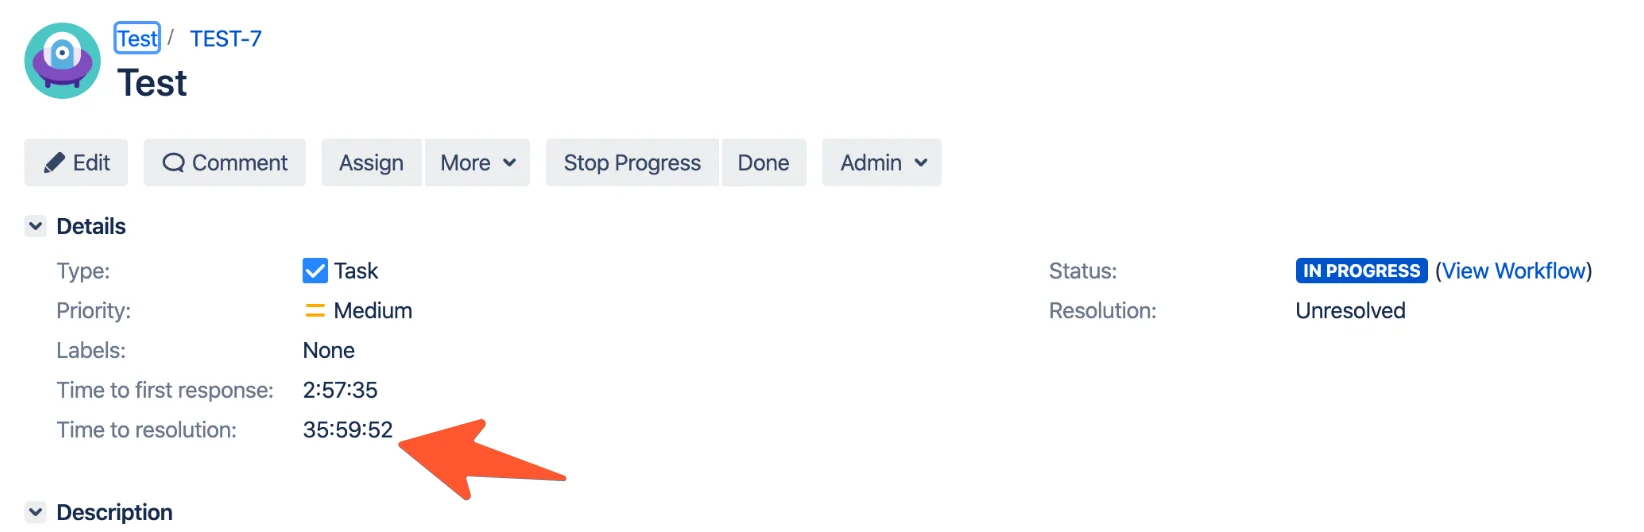 Test / TEST-7
Test
Edit Comment Assign More Stop Progress Done Admin
Details
Type: Task Status: IN PROGRESS (View Workflow)
Priority: Medium Resolution: Unresolved
Labels: None
Time to first response: 2:57:35
Time to resolution: 35:59:52
Description